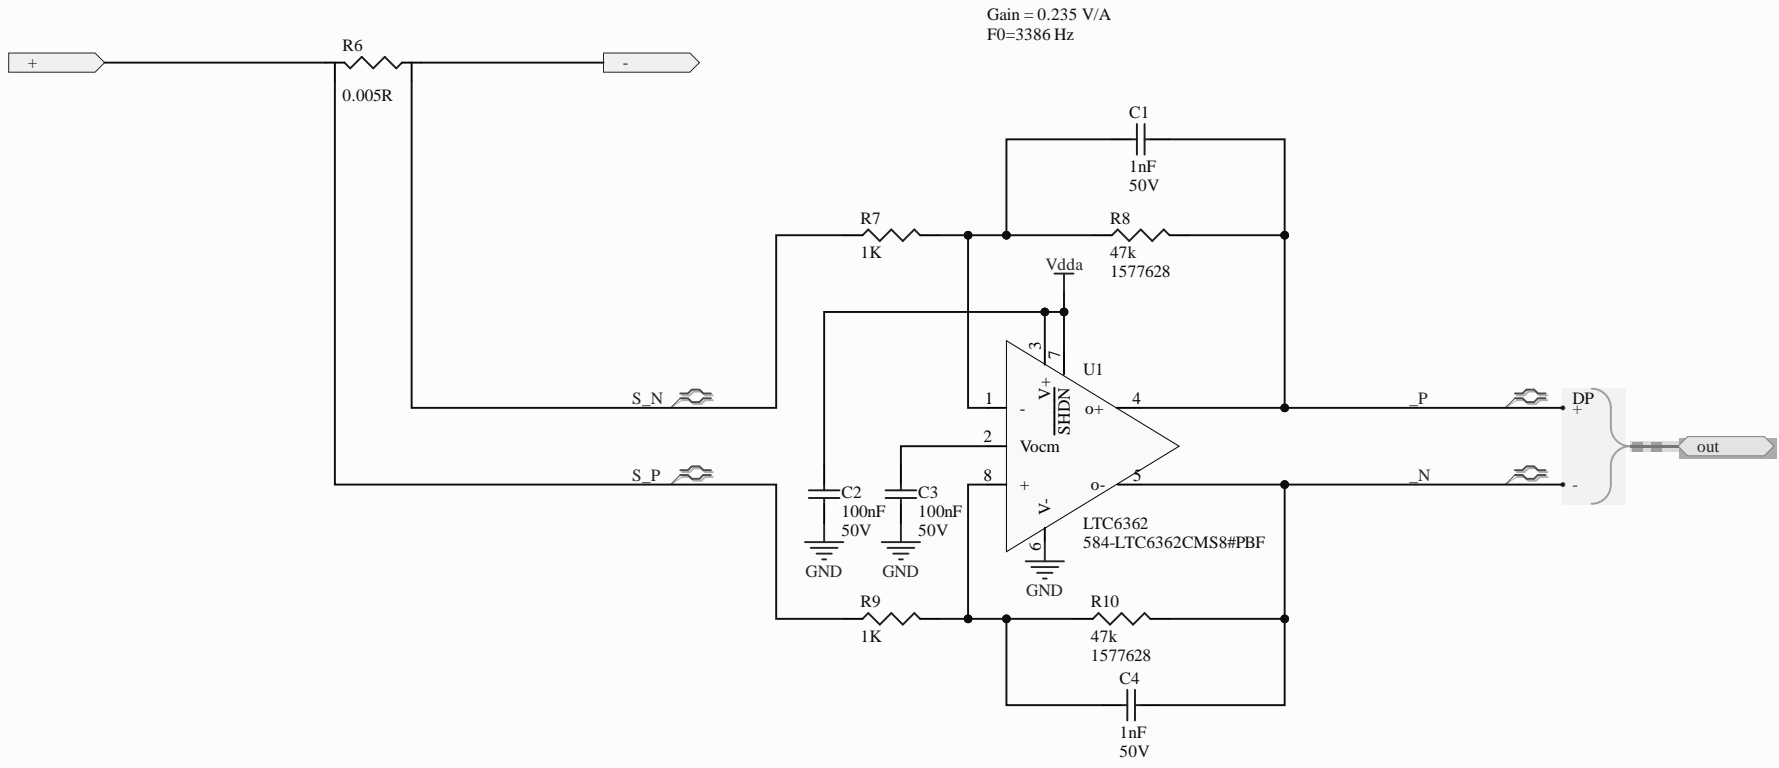 Gain = 0.235 V/A
F0=3386 Hz
R6
+
-
0.005R
C1
1nF
50V
R7
1K
R8
47k
1577628
Vdda
3
7
U1
V+
SHDN
S_N
1
-
o+
4
_P
DP
+
2
Vocm
out
S_P
8
+
o-
5
_N
-
V-
6
C2
100nF
50V
C3
100nF
50V
LTC6362
584-LTC6362CMS8#PBF
GND
GND
GND
R9
1K
R10
47k
1577628
C4
1nF
50V